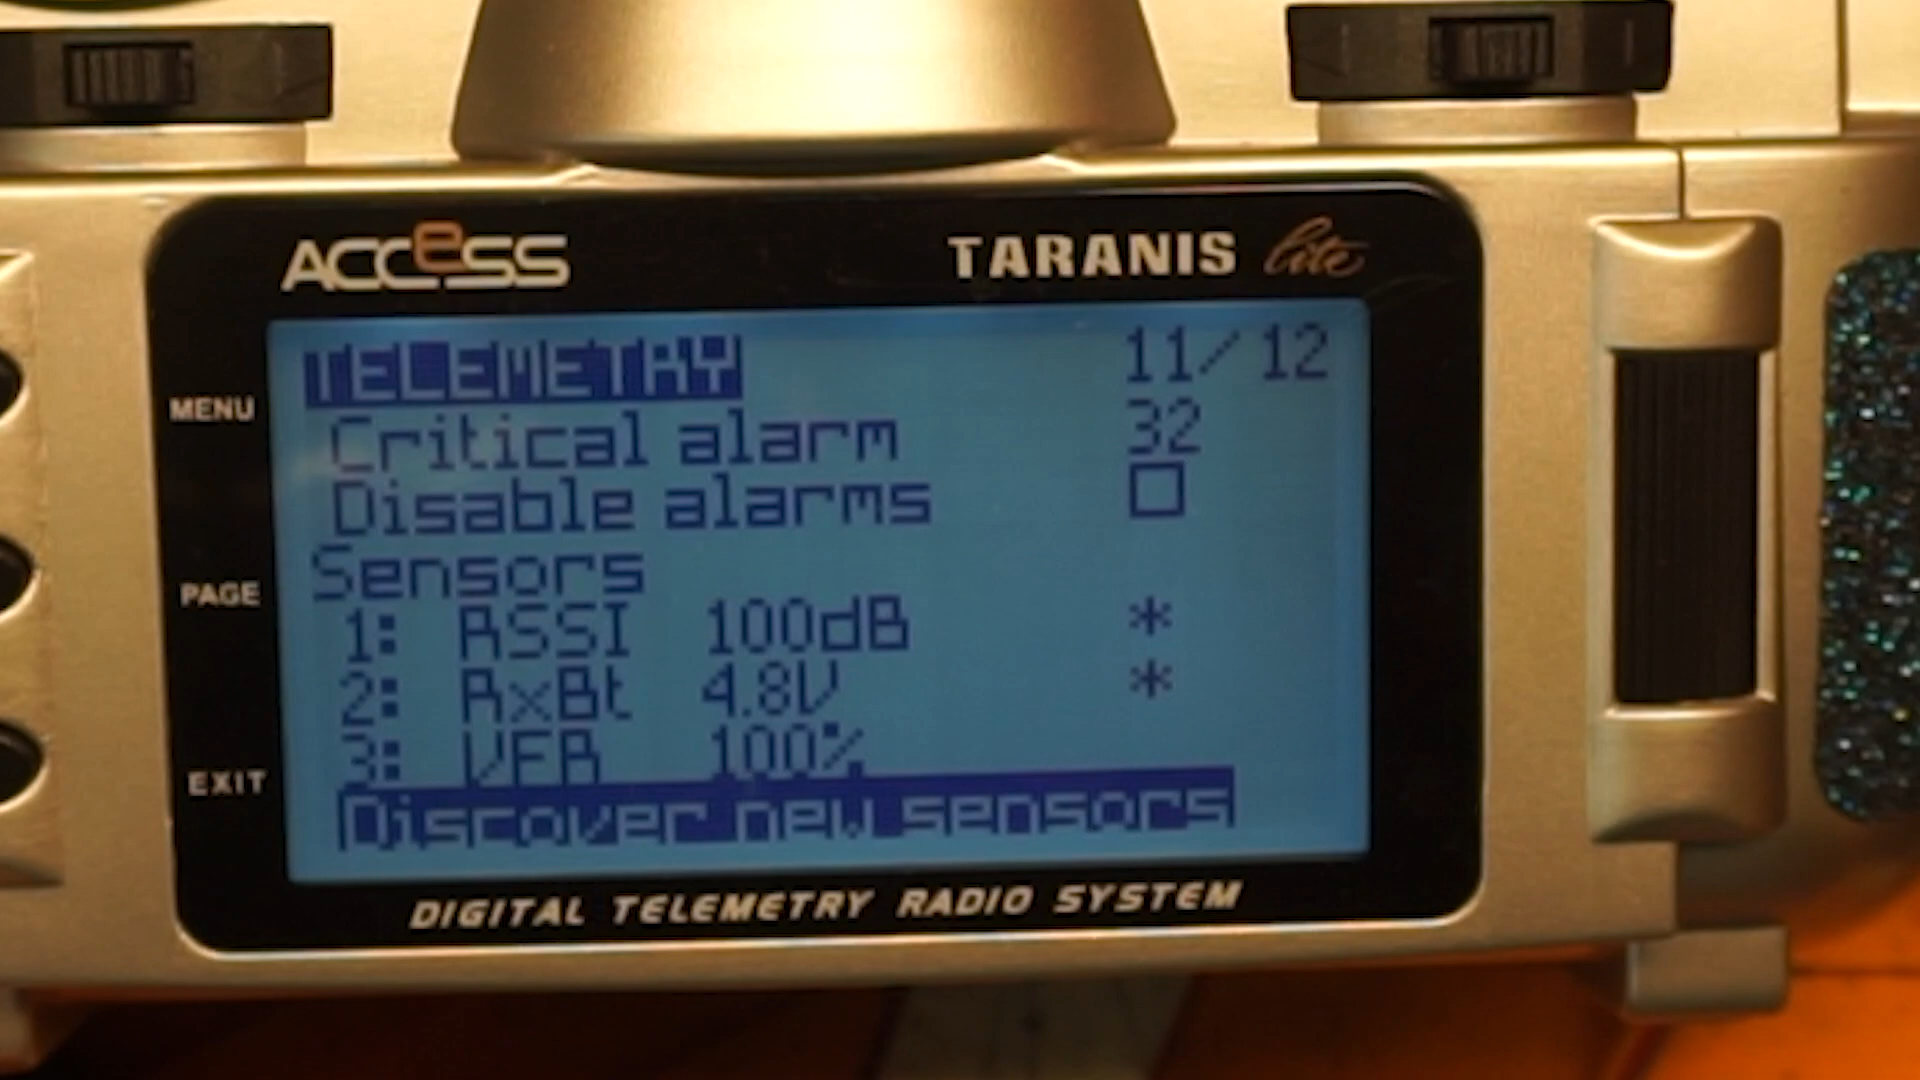 ACCeSS
TARANIS lite
TELEMETRY 11/12
MENU
Critical alarm 32
Disable alarms
Sensors
PAGE
1: RSSI 100dB *
2: RxBt 4.8V *
3: VFR 100%
EXIT
Discover new sensors
DIGITAL TELEMETRY RADIO SYSTEM